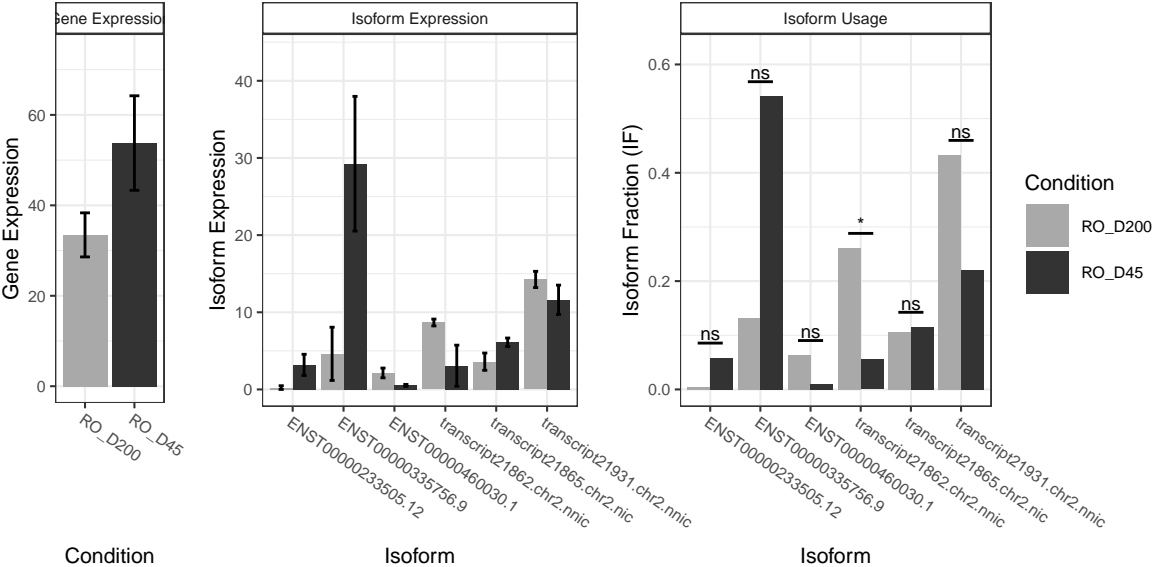 Gene Expression
Isoform Expression
Isoform Usage
Gene Expression
0
20
40
60
RO_D200
RO_D45
Condition
Isoform Expression
0
10
20
30
40
ENST00000233505.12
ENST00000335756.9
ENST00000460030.1
transcript21862.chr2.nnic
transcript21865.chr2.nic
transcript21931.chr2.nnic
Isoform
Isoform Fraction (IF)
0.0
0.2
0.4
0.6
ns
ns
ns
*
ns
ns
ENST00000233505.12
ENST00000335756.9
ENST00000460030.1
transcript21862.chr2.nnic
transcript21865.chr2.nic
transcript21931.chr2.nnic
Isoform
Condition
RO_D200
RO_D45